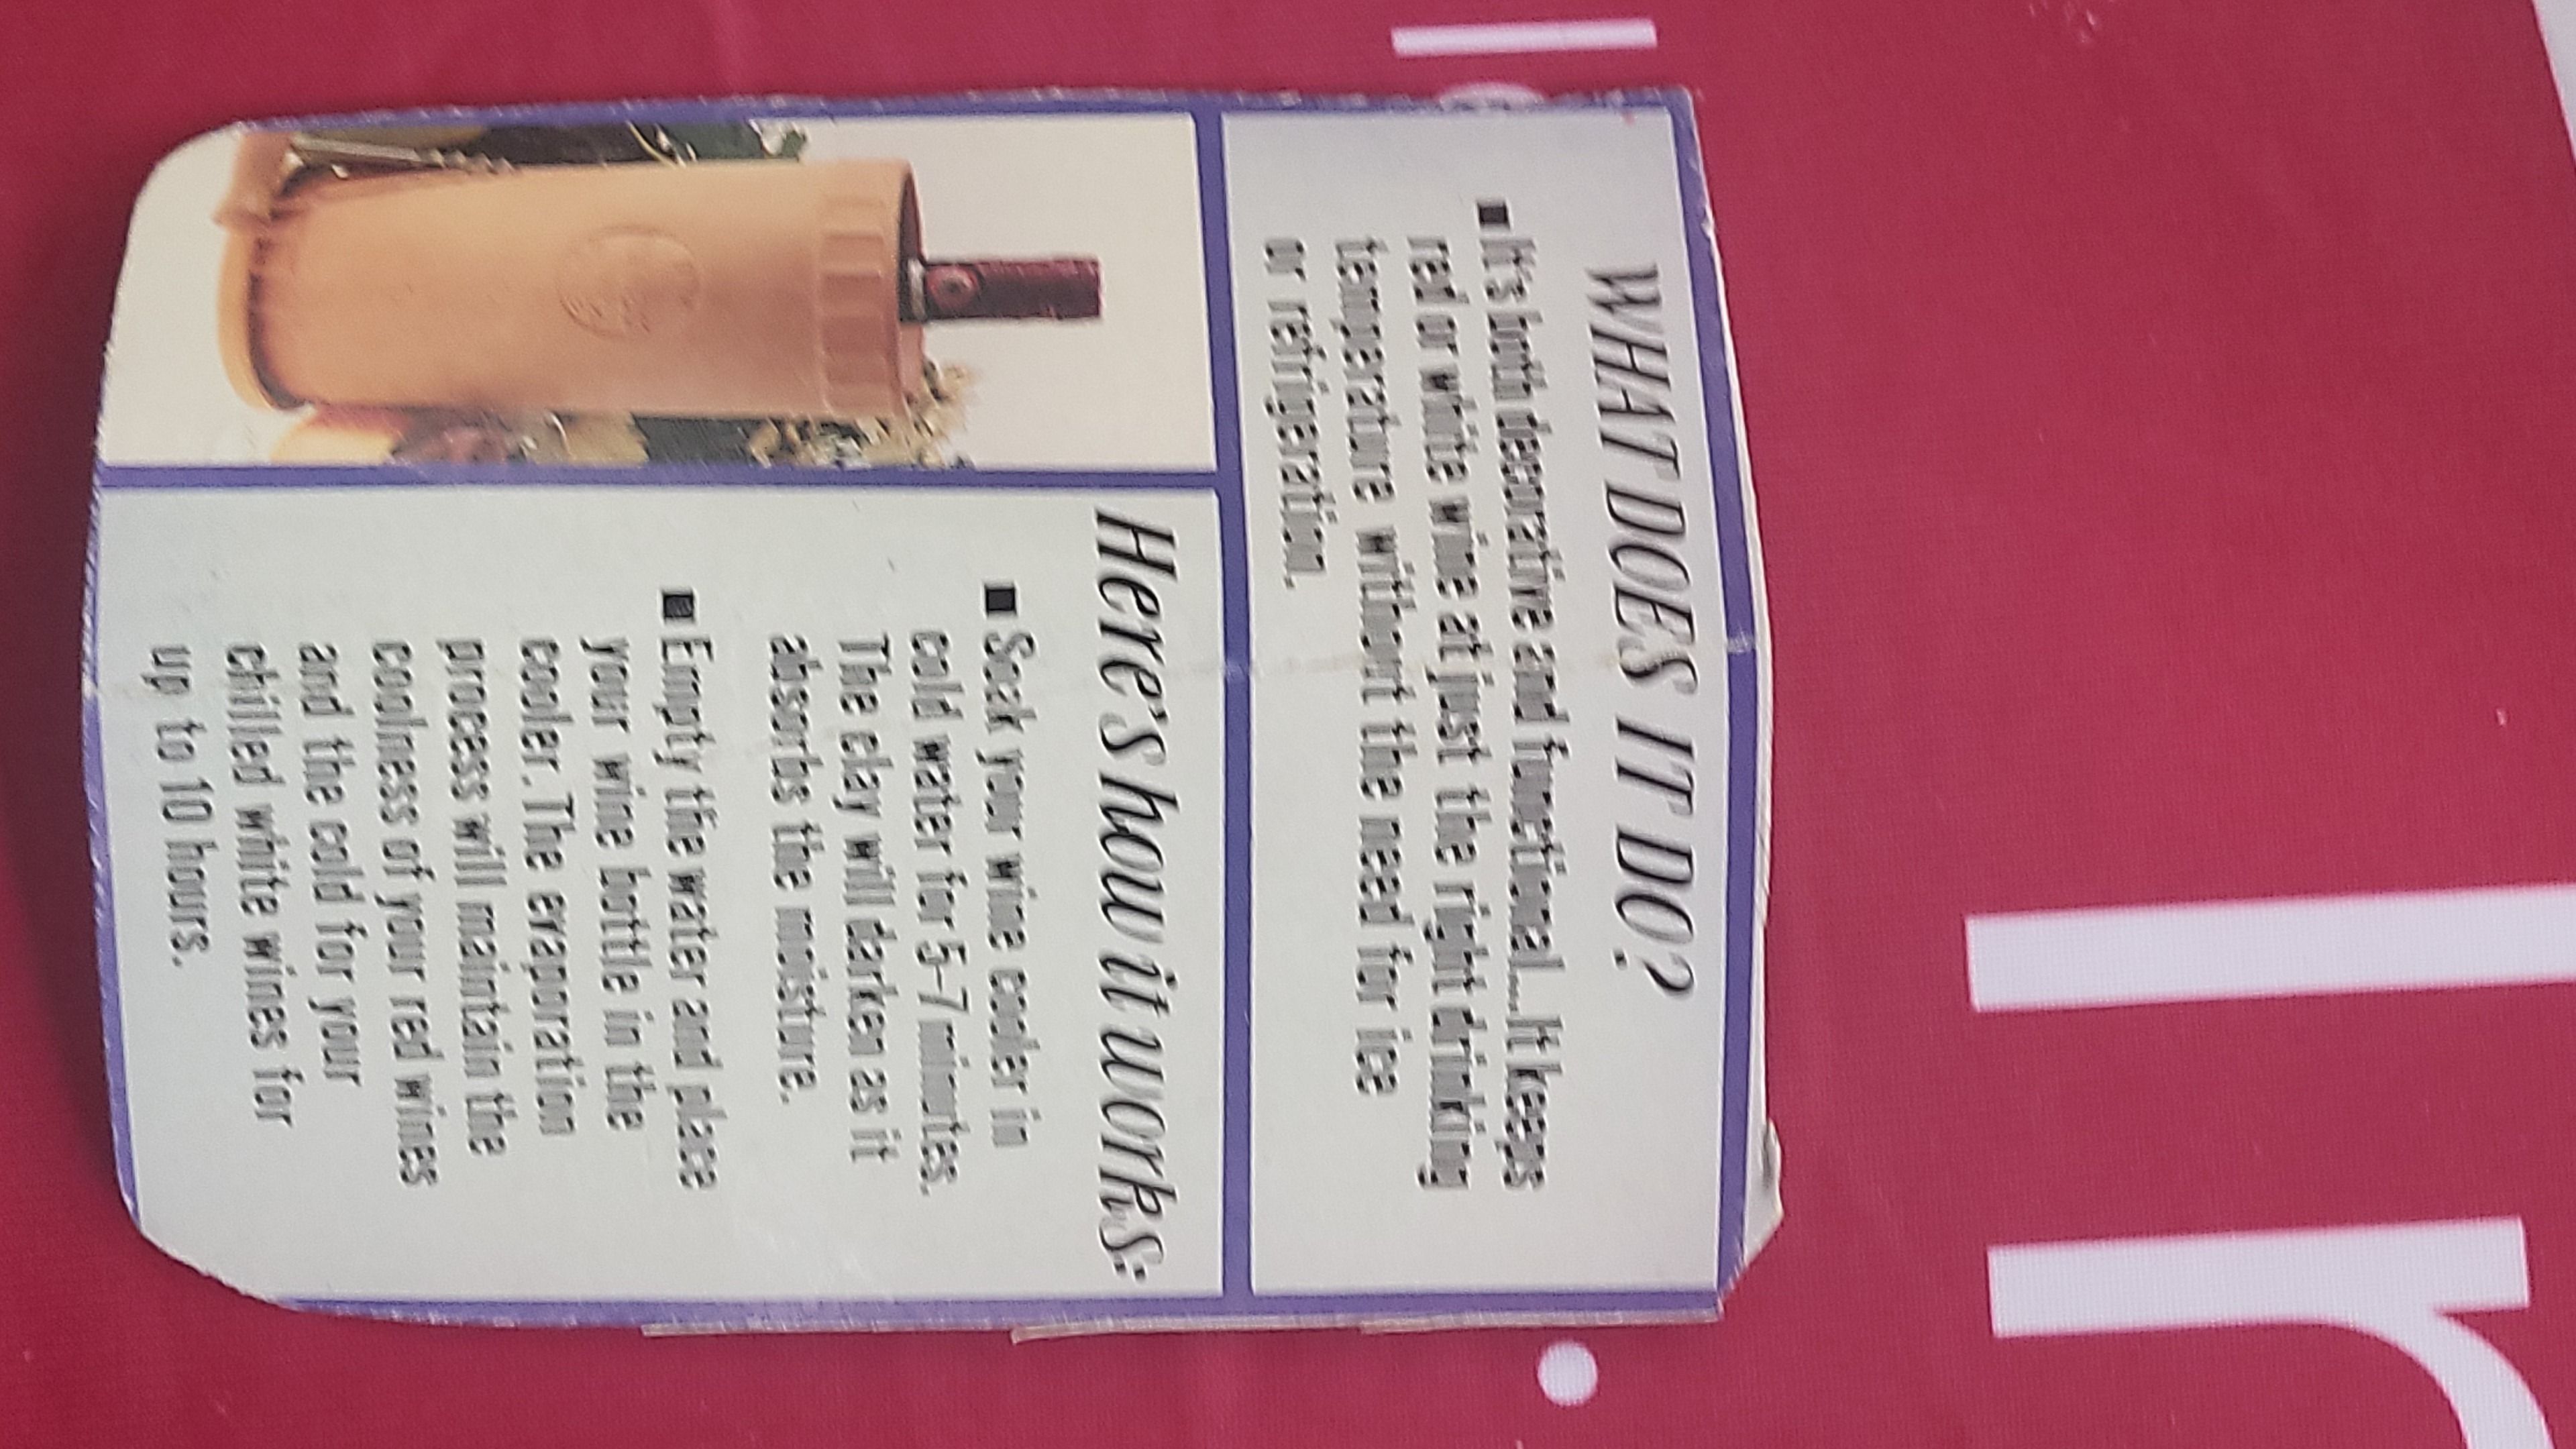 WHAT DOES IT DO?
■ It's both decorative and functional....It keeps
red or white wine at just the right drinking
temperature without the need for ice
or refrigeration.
Here's how it works:
■ Soak your wine cooler in
cold water for 5-7 minutes.
The clay will darken as it
absorbs the moisture.
■ Empty the water and place
your wine bottle in the
cooler. The evaporation
process will maintain the
coolness of your red wines
and the cold for your
chilled white wines for
up to 10 hours.